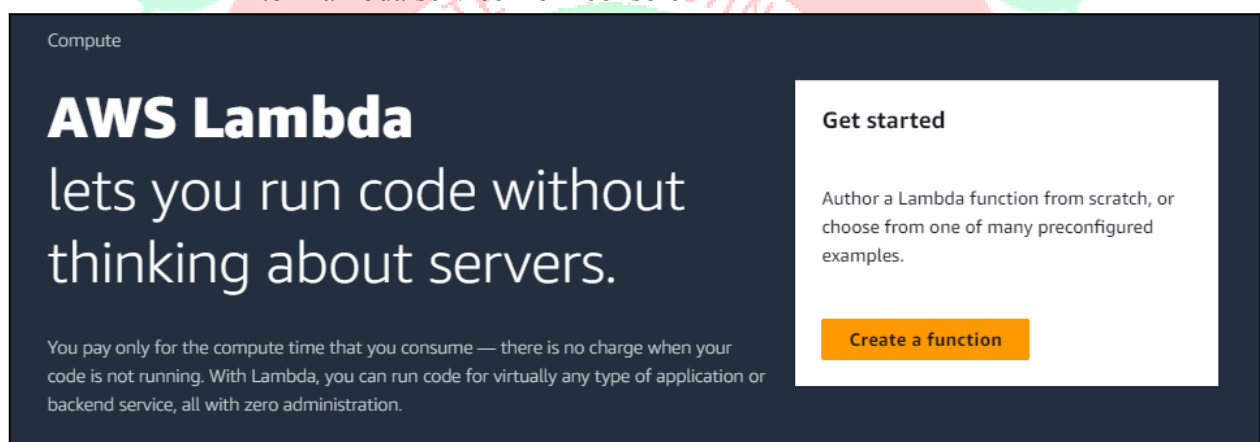 Compute
AWS Lambda
lets you run code without
thinking about servers.
You pay only for the compute time that you consume — there is no charge when your
code is not running. With Lambda, you can run code for virtually any type of application or
backend service, all with zero administration.
Get started
Author a Lambda function from scratch, or
choose from one of many preconfigured
examples.
Create a function